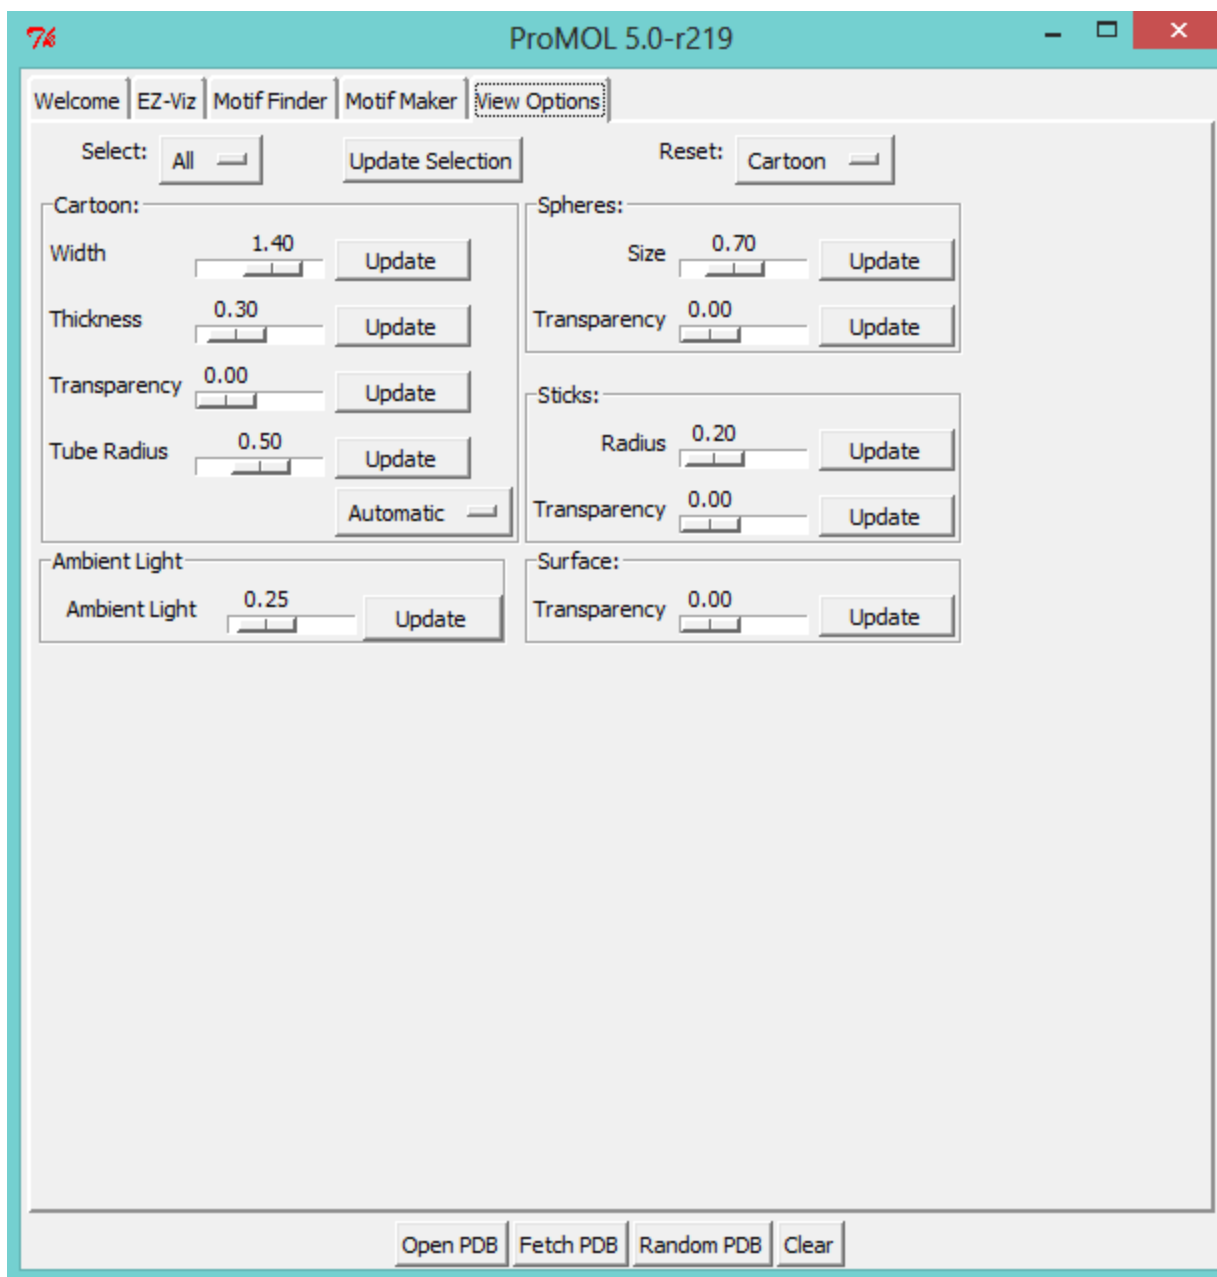 ProMOL 5.0-r219
Welcome EZ-Viz Motif Finder Motif Maker View Options
Select: All Update Selection Reset: Cartoon
Cartoon:
Width 1.40 Update
Thickness 0.30 Update
Transparency 0.00 Update
Tube Radius 0.50 Update
Automatic
Spheres:
Size 0.70 Update
Transparency 0.00 Update
Sticks:
Radius 0.20 Update
Transparency 0.00 Update
Ambient Light
Ambient Light 0.25 Update
Surface:
Transparency 0.00 Update
Open PDB Fetch PDB Random PDB Clear